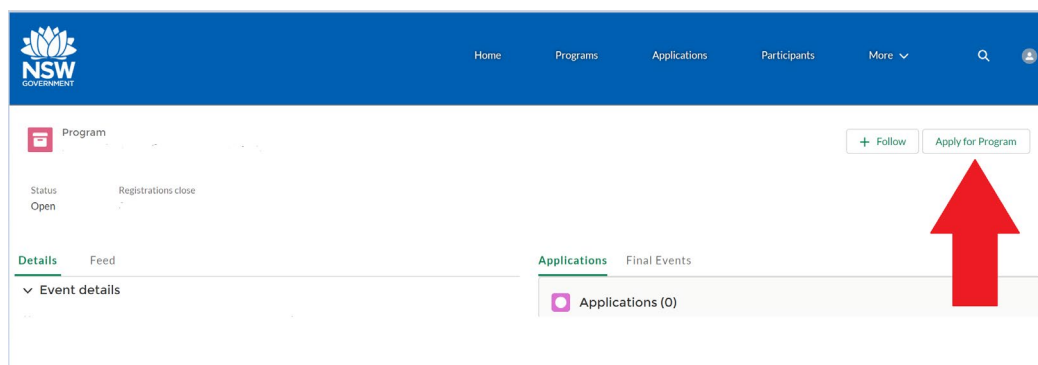 NSW
GOVERNMENT
Home Programs Applications Participants More
Program
+ Follow Apply for Program
Status Registrations close
Open
Details Feed
Applications Final Events
Event details
Applications (0)